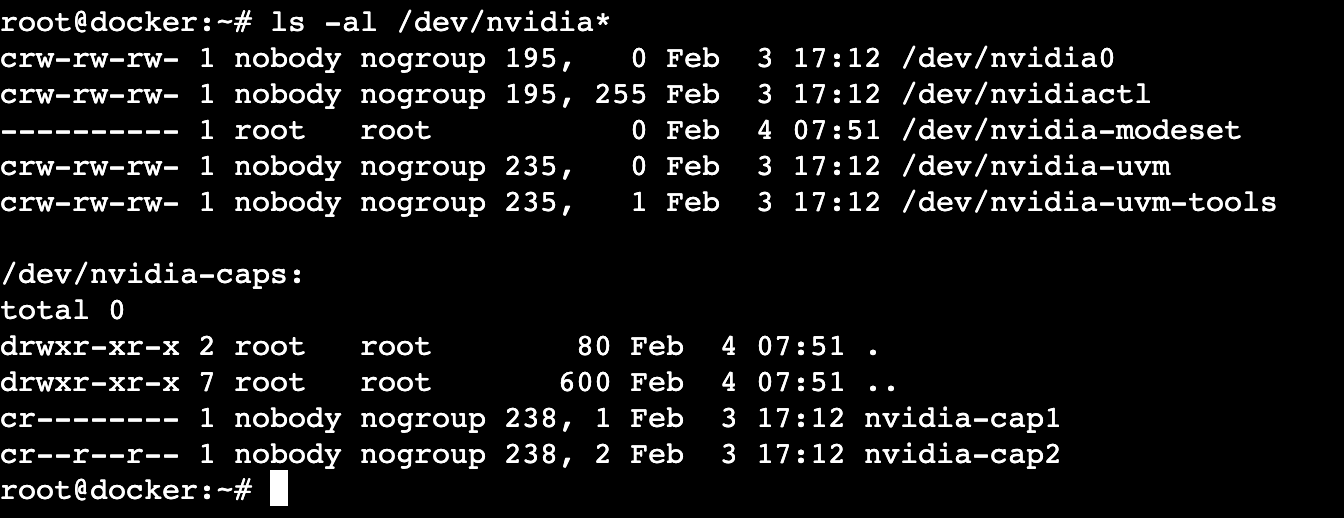 root@docker:~# ls -al /dev/nvidia*
crw-rw-rw- 1 nobody nogroup 195,   0 Feb  3 17:12 /dev/nvidia0
crw-rw-rw- 1 nobody nogroup 195, 255 Feb  3 17:12 /dev/nvidiactl
---------- 1 root   root           0 Feb  4 07:51 /dev/nvidia-modeset
crw-rw-rw- 1 nobody nogroup 235,   0 Feb  3 17:12 /dev/nvidia-uvm
crw-rw-rw- 1 nobody nogroup 235,   1 Feb  3 17:12 /dev/nvidia-uvm-tools

/dev/nvidia-caps:
total 0
drwxr-xr-x 2 root   root        80 Feb  4 07:51 .
drwxr-xr-x 7 root   root       600 Feb  4 07:51 ..
cr-------- 1 nobody nogroup 238, 1 Feb  3 17:12 nvidia-cap1
cr--r--r-- 1 nobody nogroup 238, 2 Feb  3 17:12 nvidia-cap2
root@docker:~#